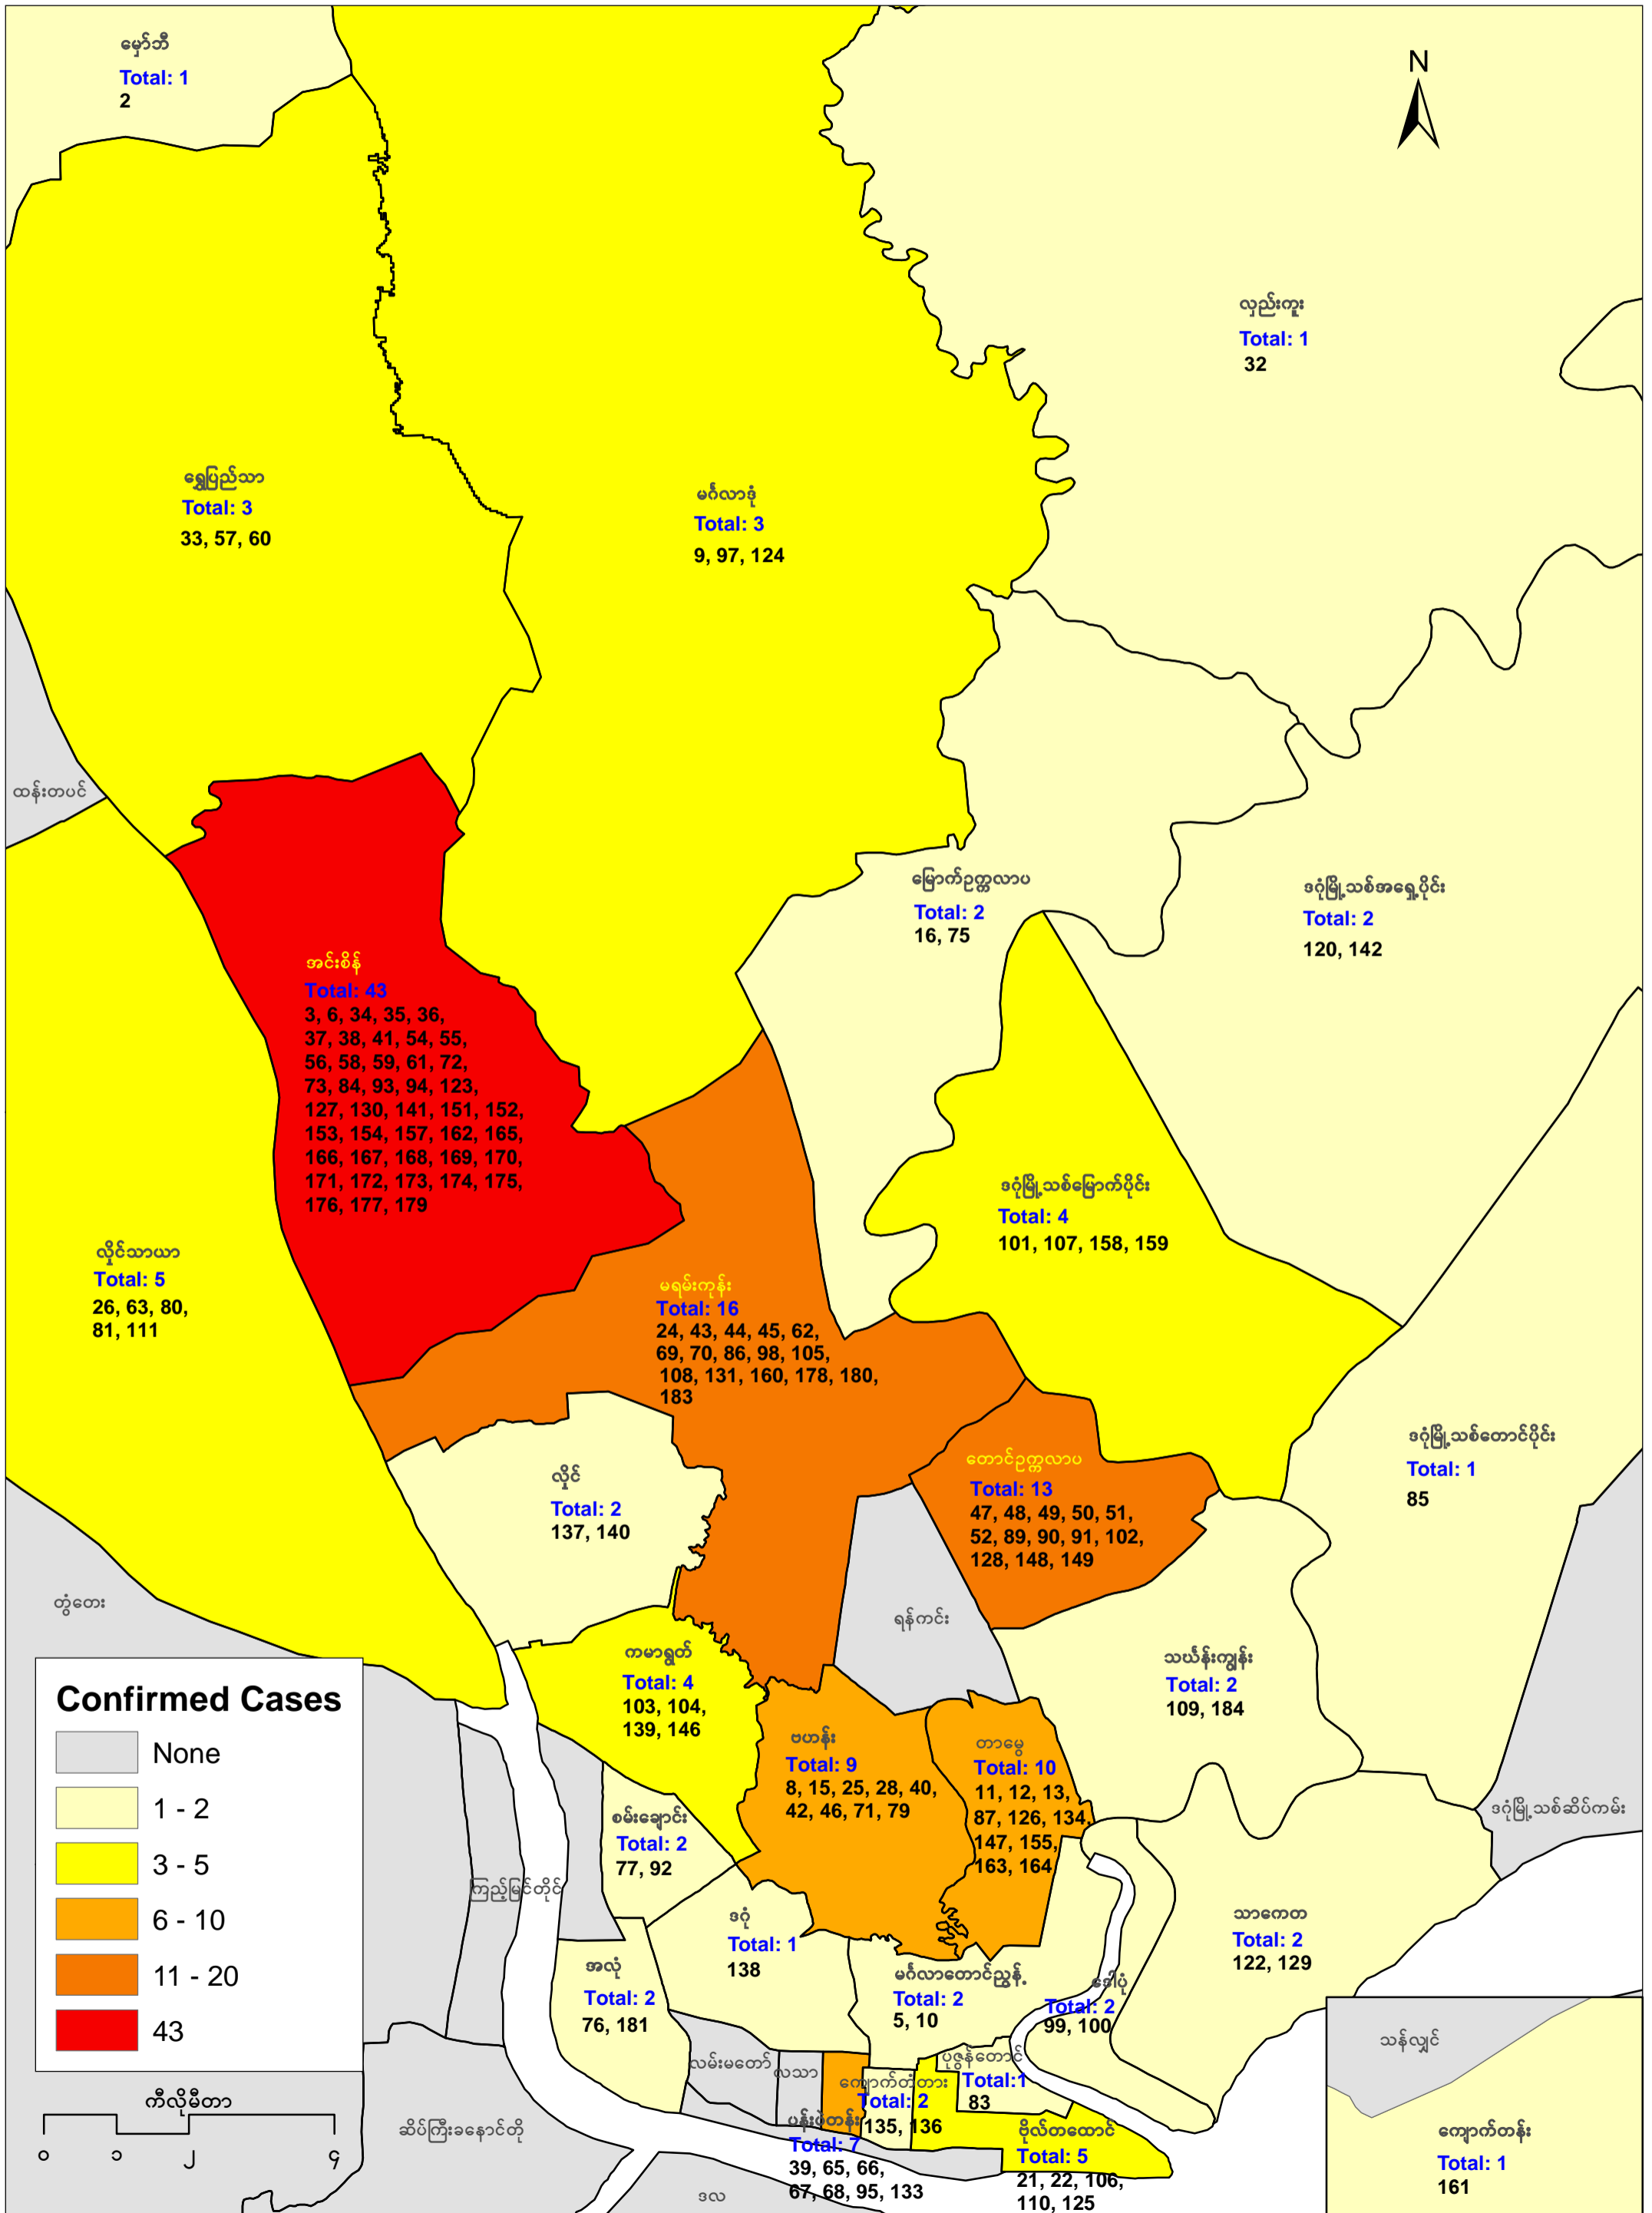 မှော်ဘီ
Total: 1
2
N
လှည်းကူး
Total: 1
32
ရွှေပြည်သာ
Total: 3
33, 57, 60
မင်္ဂလာဒုံ
Total: 3
9, 97, 124
ထန်းတပင်
မြောက်ဥက္ကလာပ
Total: 2
16, 75
ဒဂုံမြို့သစ်အရှေ့ပိုင်း
Total: 2
120, 142
အင်းစိန်
Total: 43
3, 6, 34, 35, 36,
37, 38, 41, 54, 55,
56, 58, 59, 61, 72,
73, 84, 93, 94, 123,
127, 130, 141, 151, 152,
153, 154, 157, 162, 165,
166, 167, 168, 169, 170,
171, 172, 173, 174, 175,
176, 177, 179
ဒဂုံမြို့သစ်မြောက်ပိုင်း
Total: 4
101, 107, 158, 159
လှိုင်သာယာ
Total: 5
26, 63, 80,
81, 111
မရမ်းကုန်း
Total: 16
24, 43, 44, 45, 62,
69, 70, 86, 98, 105,
108, 131, 160, 178, 180,
183
ဒဂုံမြို့သစ်တောင်ပိုင်း
Total: 1
85
တောင်ဥက္ကလာပ
Total: 13
47, 48, 49, 50, 51,
52, 89, 90, 91, 102,
128, 148, 149
လှိုင်
Total: 2
137, 140
တွံတေး
ရန်ကင်း
ကမာရွတ်
Total: 4
103, 104,
139, 146
သင်္ဃန်းကျွန်း
Total: 2
109, 184
ဗဟန်း
Total: 9
8, 15, 25, 28, 40,
42, 46, 71, 79
တာမွေ
Total: 10
11, 12, 13,
87, 126, 134,
147, 155,
163, 164
ဒဂုံမြို့သစ်ဆိပ်ကမ်း
စမ်းချောင်း
Total: 2
77, 92
ကြည့်မြင်တိုင်
ဒဂုံ
Total: 1
138
သာကေတ
Total: 2
122, 129
အလုံ
Total: 2
76, 181
မင်္ဂလာတောင်ညွန့်
Total: 2
5, 10
ဒေါပုံ
Total: 2
99, 100
လမ်းမတော်
လသာ
ကျောက်တံတား
Total: 2
135, 136
ပုဇွန်တောင်
Total:1
83
ပန်းပဲတန်း
Total: 7
39, 65, 66,
67, 68, 95, 133
ဗိုလ်တထောင်
Total: 5
21, 22, 106,
110, 125
ဆိပ်ကြီးခနောင်တို
ဒလ
သန်လျှင်
ကျောက်တန်း
Total: 1
161
Confirmed Cases
None
1 - 2
3 - 5
6 - 10
11 - 20
43
ကီလိုမီတာ
၀ ၁ ၂ ၄